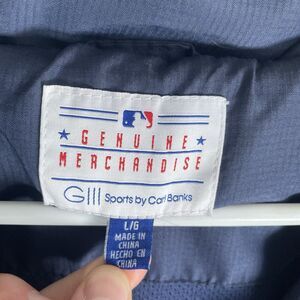 GENUINE
MERCHANDISE
GIII Sports by Carl Banks
L/G
MADE IN
CHINA
HECHO EN
CHINA